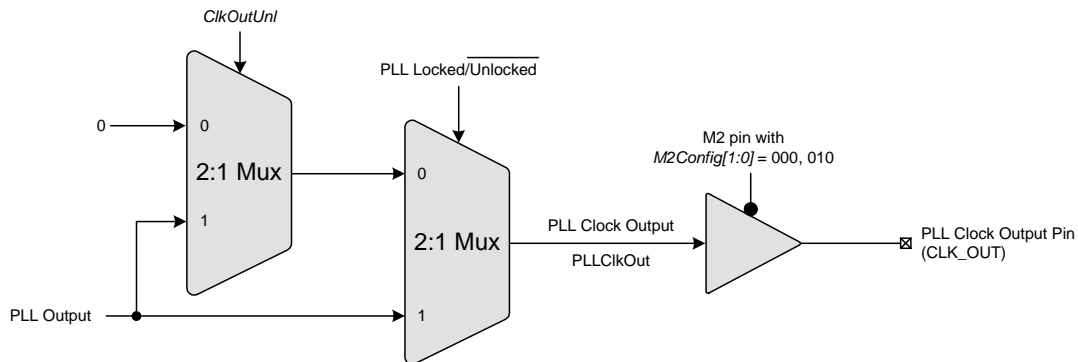 ClkOutUnl
PLL Locked/Unlocked
0
0
2:1 Mux
1
M2 pin with
M2Config[1:0] = 000, 010
0
2:1 Mux
1
PLL Clock Output
PLLClkOut
PLL Clock Output Pin
(CLK_OUT)
PLL Output